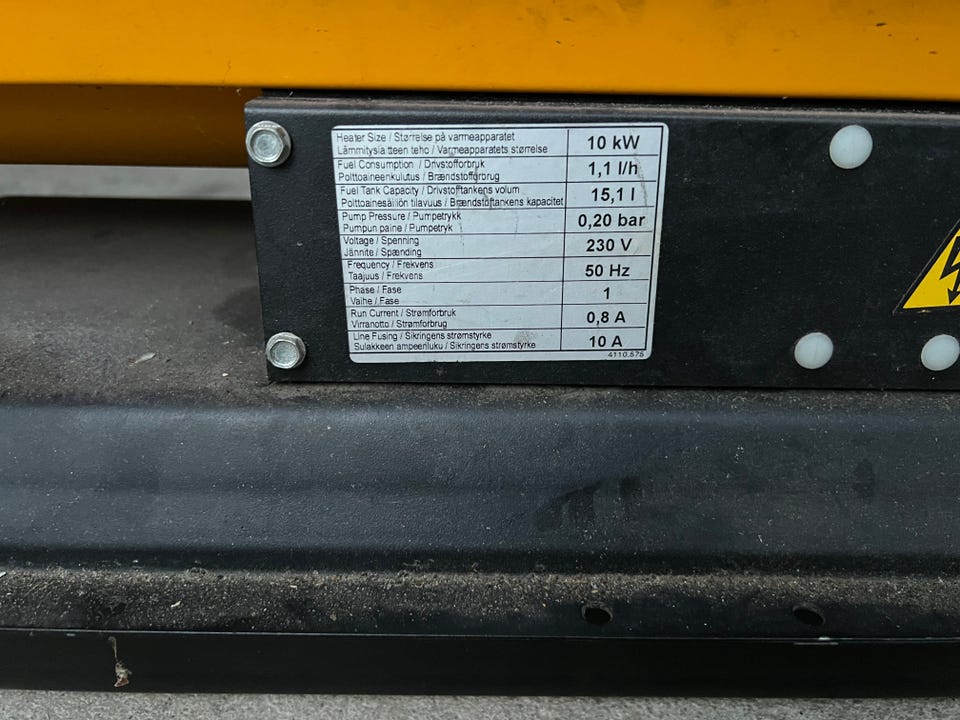 Heater Size / Størrelse på varmeapparatet
Lämmitysla tteen teho / Varmeapparatets størrelse
10 kW
Fuel Consumption / Drivstofforbruk
Polttoaineenkulutus / Brændstofforbrug
1,1 l/h
Fuel Tank Capacity / Drivstofftankens volum
Polttoainesäiliön tilavuus / Brændstoftankens kapacitet
15,1 l
Pump Pressure / Pumpetrykk
Pumpun paine / Pumpetryk
0,20 bar
Voltage / Spenning
Jännite / Spænding
230 V
Frequency / Frekvens
Taajuus / Frekvens
50 Hz
Phase / Fase
Vaihe / Fase
1
Run Current / Strømforbruk
Virranotto / Strømforbrug
0,8 A
Line Fusing / Sikringens strømstyrke
Sulakkeen ampeeriluku / Sikringens strømstyrke
10 A
4110.575